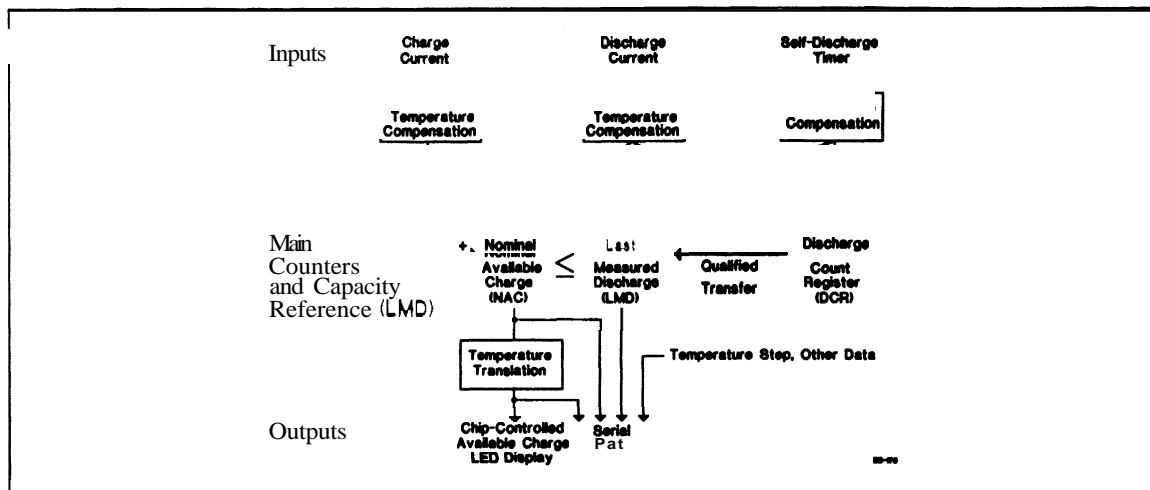 Inputs
Charge
Current
Discharge
Current
Self-Discharge
Timer
Temperature
Compensation
Temperature
Compensation
Compensation
Main
Counters
and Capacity
Reference (LMD)
+
Nominal
Available
Charge
(NAC)
≤
Last
Measured
Discharge
(LMD)
Qualified
Transfer
Discharge
Count
Register
(DCR)
Temperature
Translation
Temperature Step, Other Data
Outputs
Chip-Controlled
Available Charge
LED Display
Serial
Pat